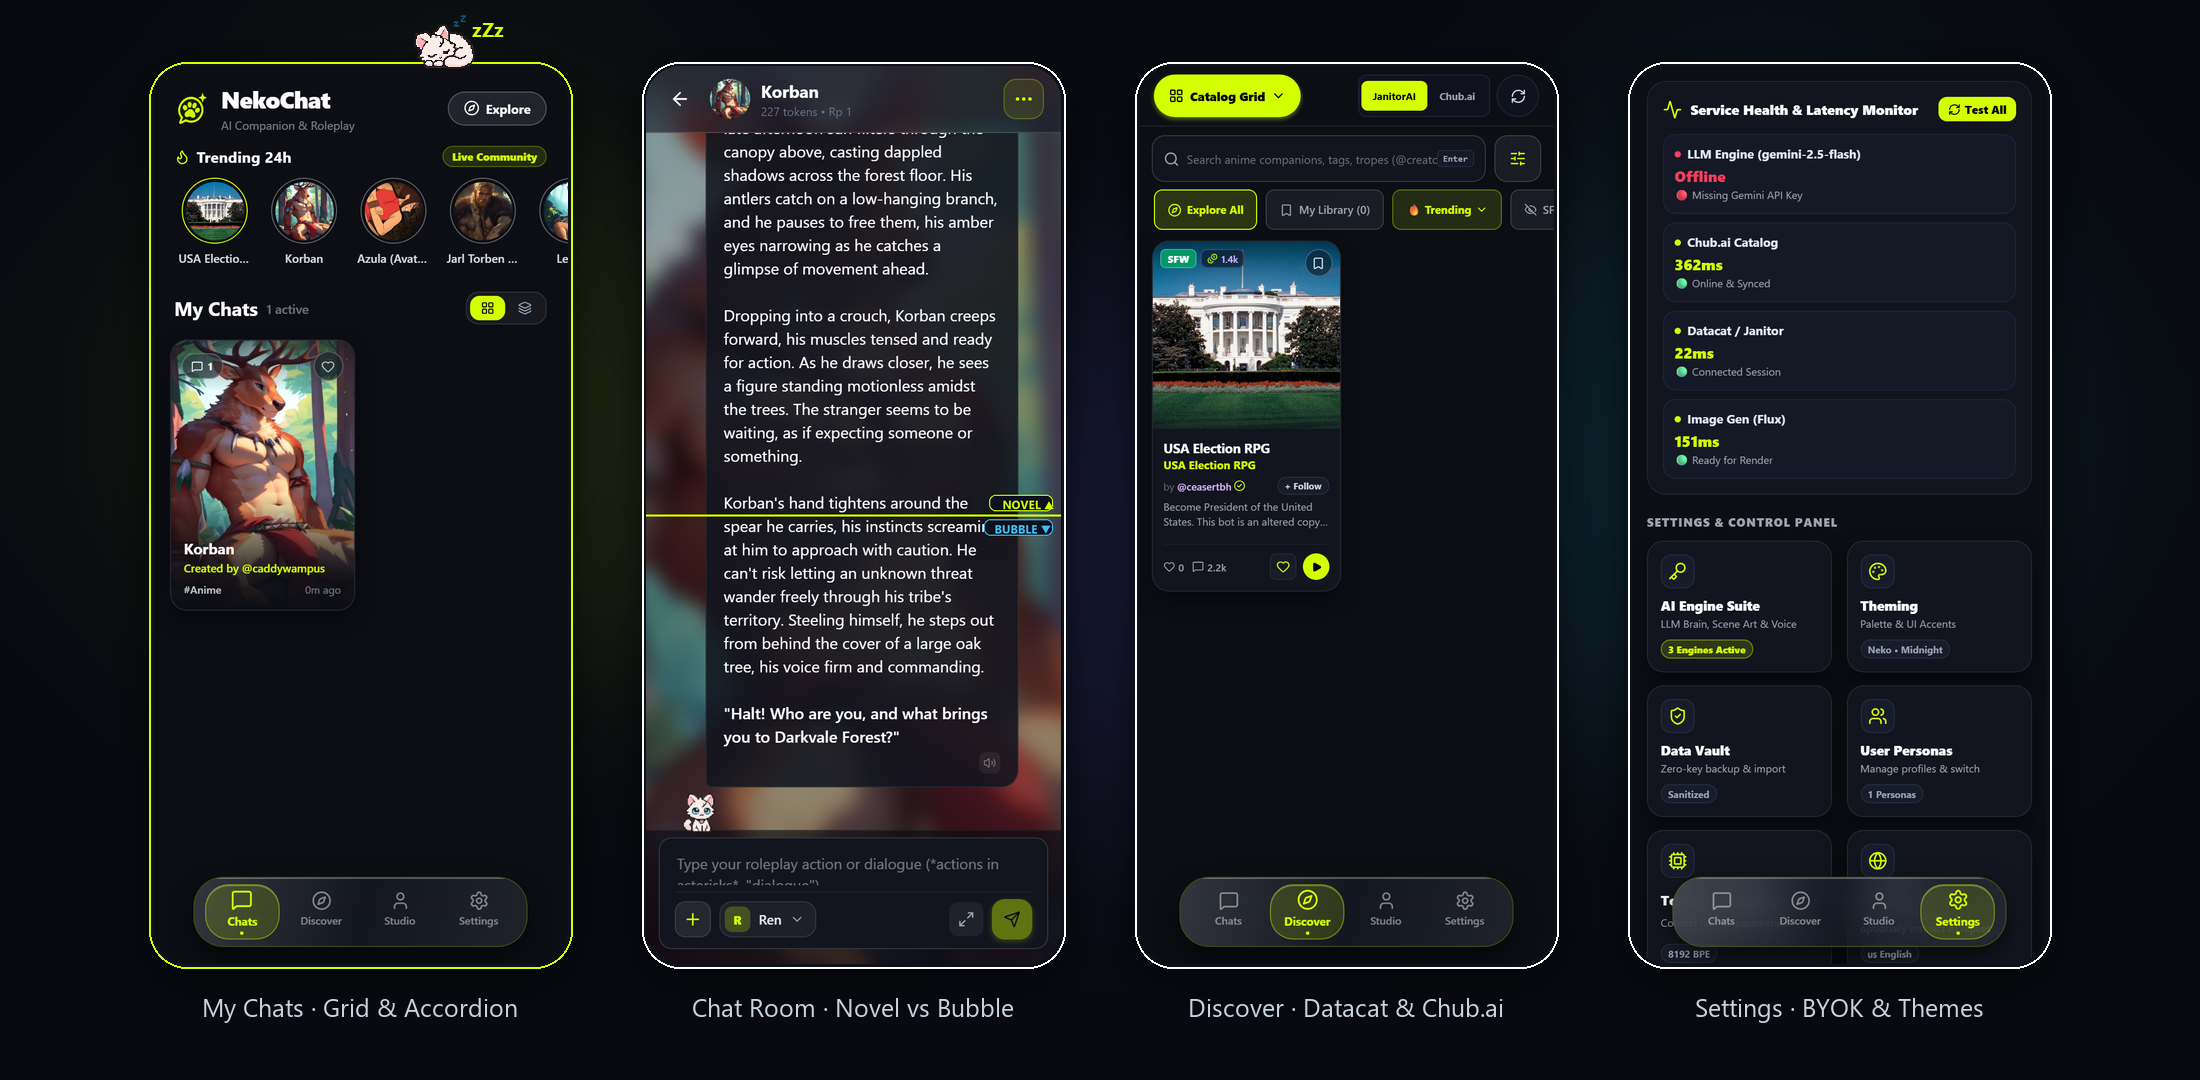 zZz
NekoChat
AI Companion & Roleplay
Explore
Trending 24h
Live Community
USA Electio...
Korban
Azula (Avat...
Jarl Torben ...
Le
My Chats 1 active
1
Korban
Created by @caddywampus
#Anime 0m ago
Chats
Discover
Studio
Settings
My Chats · Grid & Accordion
Korban
227 tokens • Rp 1
late afternoon sun filters through the
canopy above, casting dappled
shadows across the forest floor. His
antlers catch on a low-hanging branch,
and he pauses to free them, his amber
eyes narrowing as he catches a
glimpse of movement ahead.
Dropping into a crouch, Korban creeps
forward, his muscles tensed and ready
for action. As he draws closer, he sees
a figure standing motionless amidst
the trees. The stranger seems to be
waiting, as if expecting someone or
something.
Korban's hand tightens around the
NOVEL ▲
spear he carries, his instincts screamin
BUBBLE ▼
at him to approach with caution. He
can't risk letting an unknown threat
wander freely through his tribe's
territory. Steeling himself, he steps out
from behind the cover of a large oak
tree, his voice firm and commanding.
"Halt! Who are you, and what brings
you to Darkvale Forest?"
Type your roleplay action or dialogue (*actions in
asterisks*, "dialogue")
R Ren
Chat Room · Novel vs Bubble
Catalog Grid
JanitorAI
Chub.ai
Search anime companions, tags, tropes (@creato
Enter
Explore All
My Library (0)
Trending
SF
SFW
1.4k
USA Election RPG
USA Election RPG
by @ceasertbh
+ Follow
Become President of the United
States. This bot is an altered copy...
0 2.2k
Chats
Discover
Studio
Settings
Discover · Datacat & Chub.ai
Service Health & Latency Monitor
Test All
LLM Engine (gemini-2.5-flash)
Offline
Missing Gemini API Key
Chub.ai Catalog
362ms
Online & Synced
Datacat / Janitor
22ms
Connected Session
Image Gen (Flux)
151ms
Ready for Render
SETTINGS & CONTROL PANEL
AI Engine Suite
LLM Brain, Scene Art & Voice
3 Engines Active
Theming
Palette & UI Accents
Neko • Midnight
Data Vault
Zero-key backup & import
Sanitized
User Personas
Manage profiles & switch
1 Personas
Chats
Discover
Studio
Settings
8192 BPE
us English
Settings · BYOK & Themes